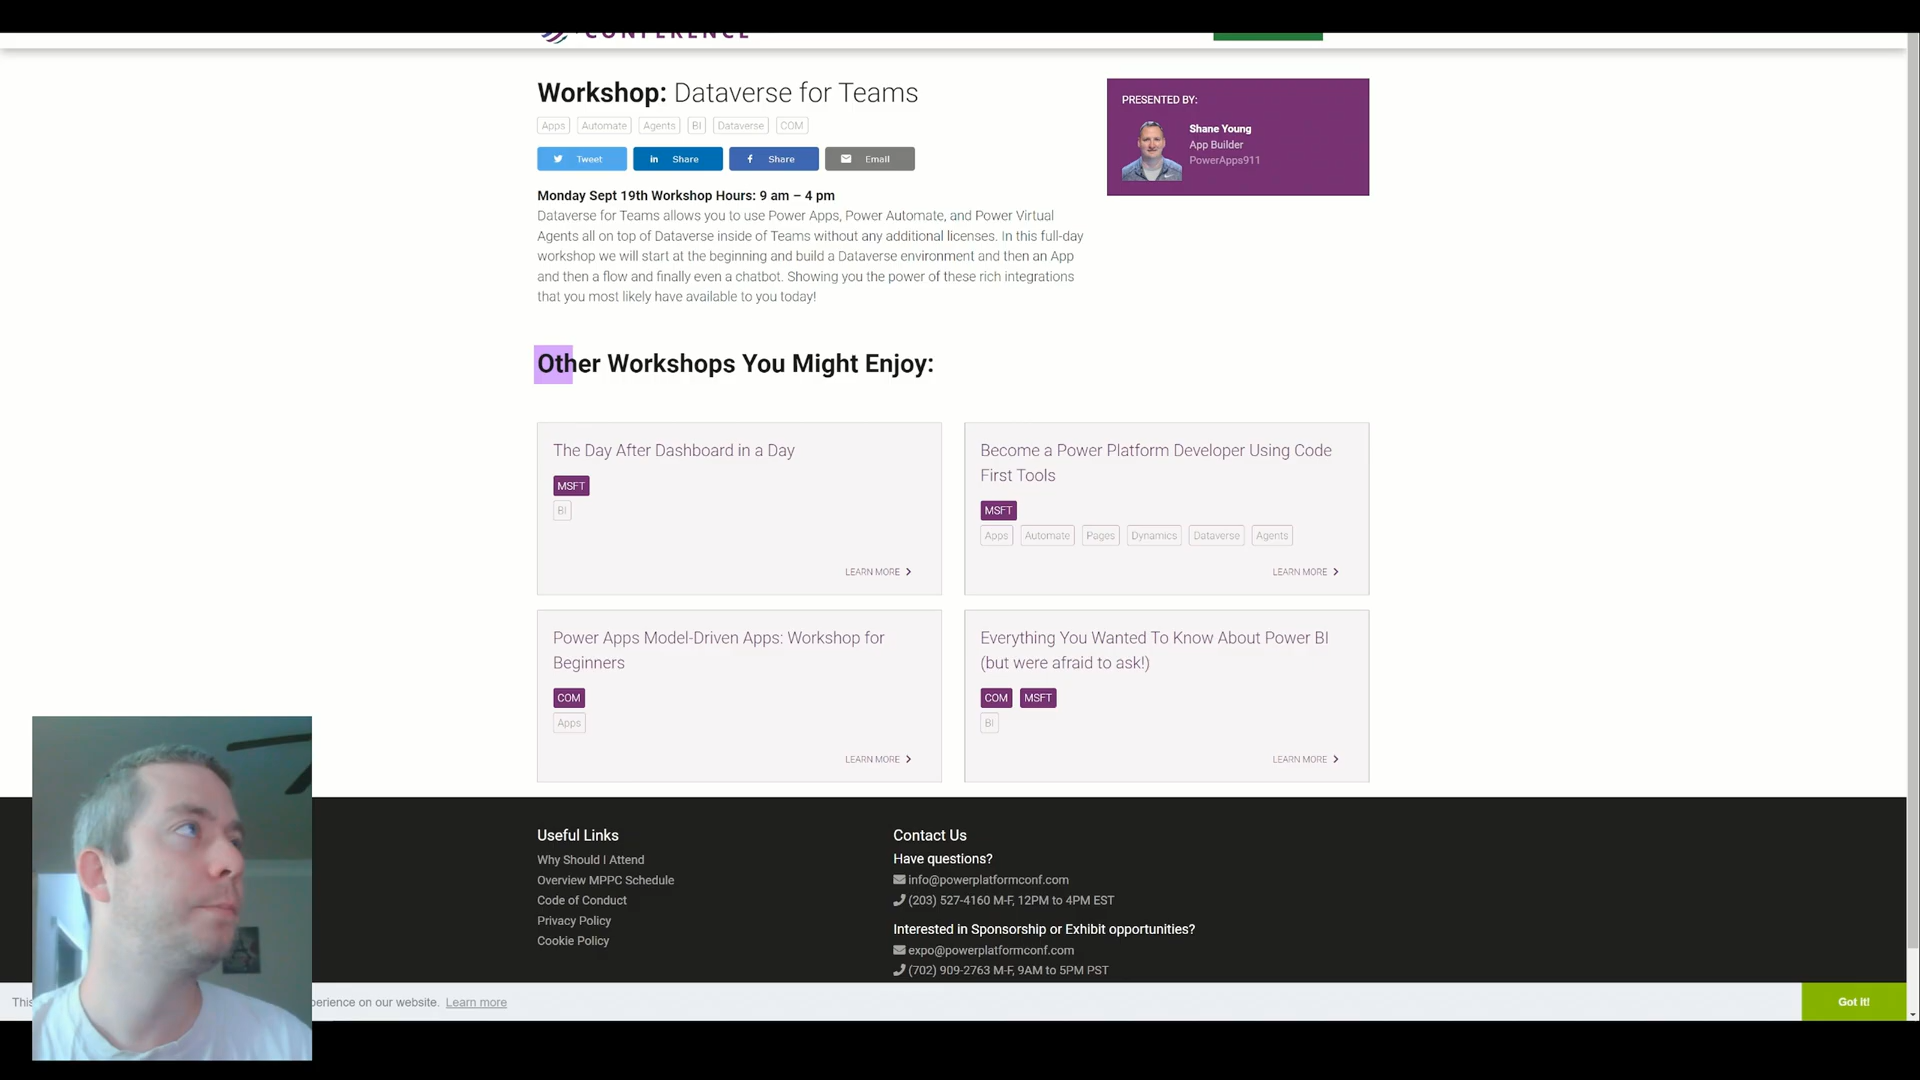 CONFERENCE
Workshop: Dataverse for Teams
Apps Automate Agents BI Dataverse COM
Tweet Share Share Email
Monday Sept 19th Workshop Hours: 9 am – 4 pm
Dataverse for Teams allows you to use Power Apps, Power Automate, and Power Virtual
Agents all on top of Dataverse inside of Teams without any additional licenses. In this full-day
workshop we will start at the beginning and build a Dataverse environment and then an App
and then a flow and finally even a chatbot. Showing you the power of these rich integrations
that you most likely have available to you today!
PRESENTED BY:
Shane Young
App Builder
PowerApps911
Other Workshops You Might Enjoy:
The Day After Dashboard in a Day
MSFT
BI
LEARN MORE
Become a Power Platform Developer Using Code
First Tools
MSFT
Apps Automate Pages Dynamics Dataverse Agents
LEARN MORE
Power Apps Model-Driven Apps: Workshop for
Beginners
COM
Apps
LEARN MORE
Everything You Wanted To Know About Power BI
(but were afraid to ask!)
COM MSFT
BI
LEARN MORE
Useful Links
Why Should I Attend
Overview MPPC Schedule
Code of Conduct
Privacy Policy
Cookie Policy
Contact Us
Have questions?
info@powerplatformconf.com
(203) 527-4160 M-F, 12PM to 4PM EST
Interested in Sponsorship or Exhibit opportunities?
expo@powerplatformconf.com
(702) 909-2763 M-F, 9AM to 5PM PST
on our website. Learn more
Got it!